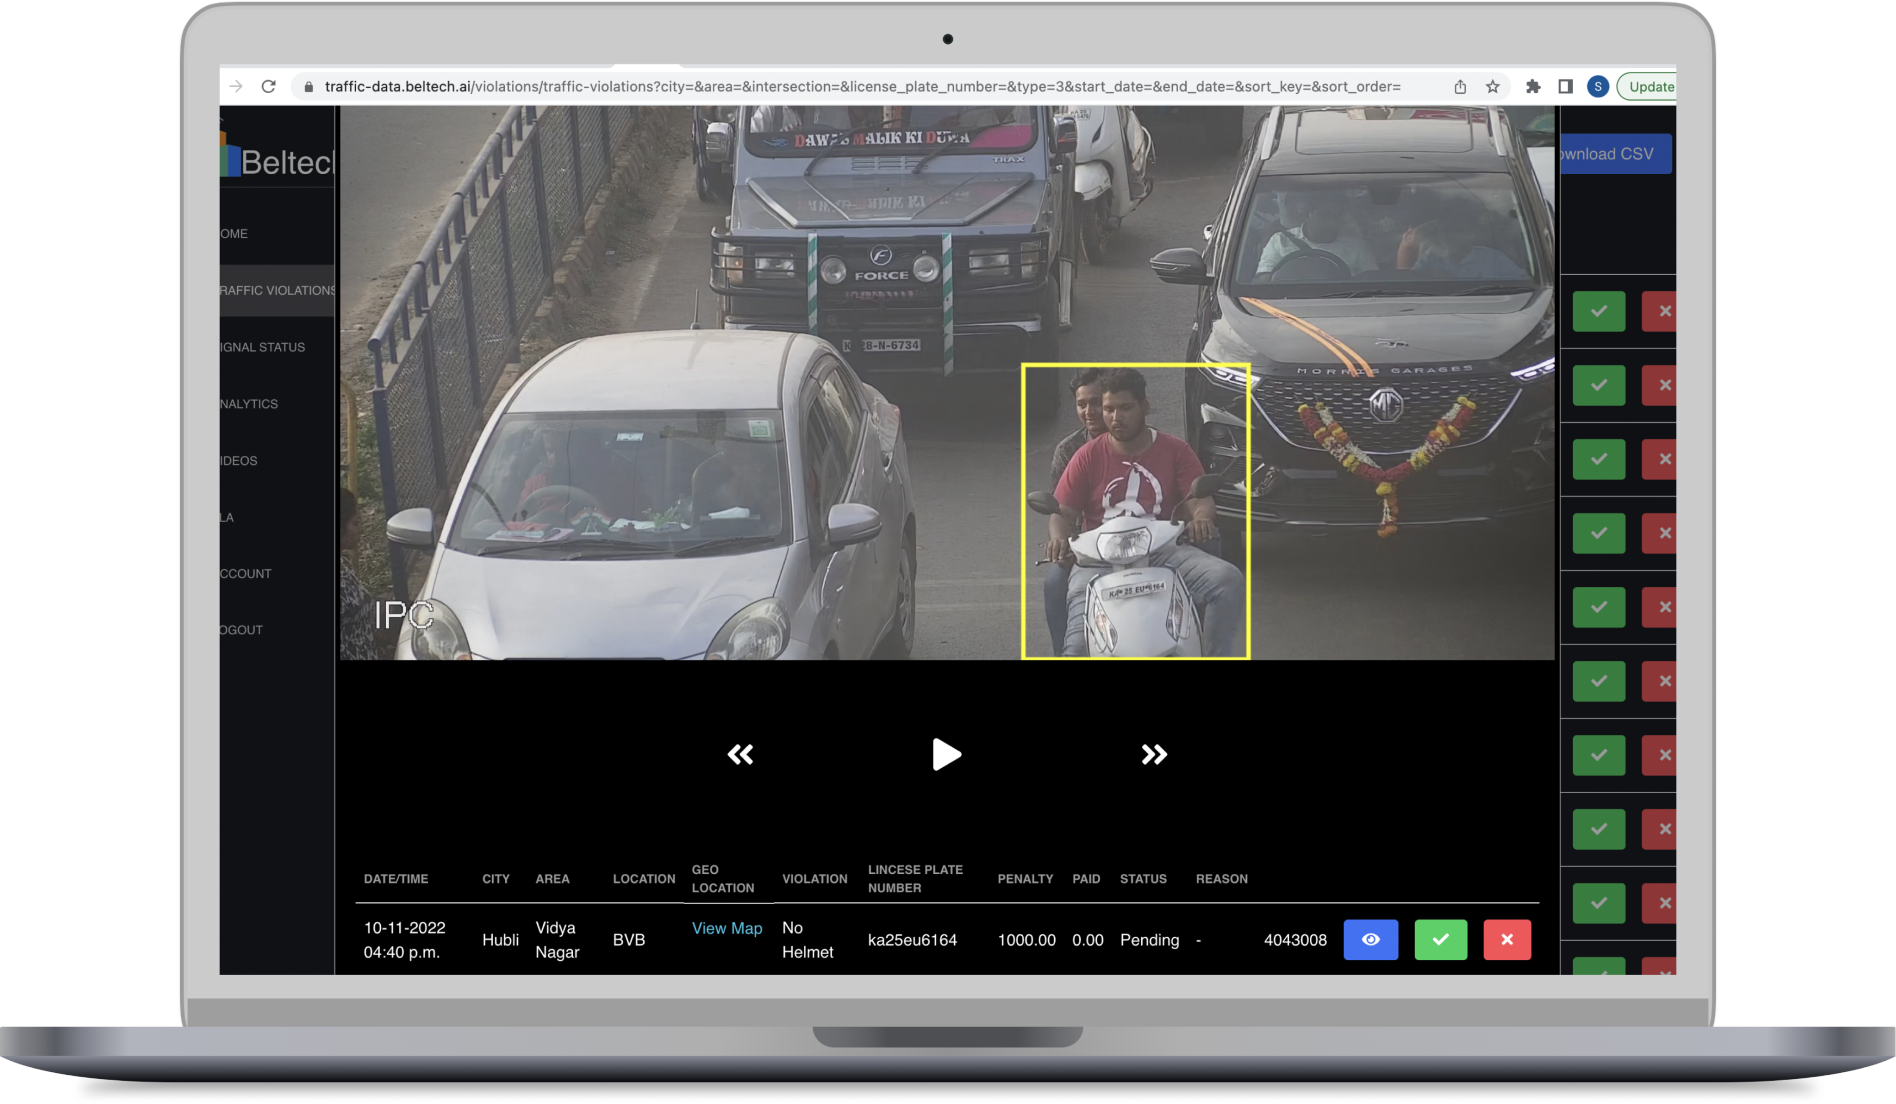 traffic-data.beltech.ai/violations/traffic-violations?city=&area=&intersection=&license_plate_number=&type=3&start_date=&end_date=&sort_key=&sort_order=
S
Update
Beltec
ownload CSV
OME
RAFFIC VIOLATIONS
IGNAL STATUS
NALYTICS
IDEOS
LA
CCOUNT
OGOUT
MALIK KI
TRAX
FORCE
28-N-6734
MORRIS GARAGES
MG
KA 25 EU 6164
IPC
DATE/TIME CITY AREA LOCATION GEO LOCATION VIOLATION LINCESE PLATE NUMBER PENALTY PAID STATUS REASON
10-11-2022 04:40 p.m. Hubli Vidya Nagar BVB View Map No Helmet ka25eu6164 1000.00 0.00 Pending - 4043008